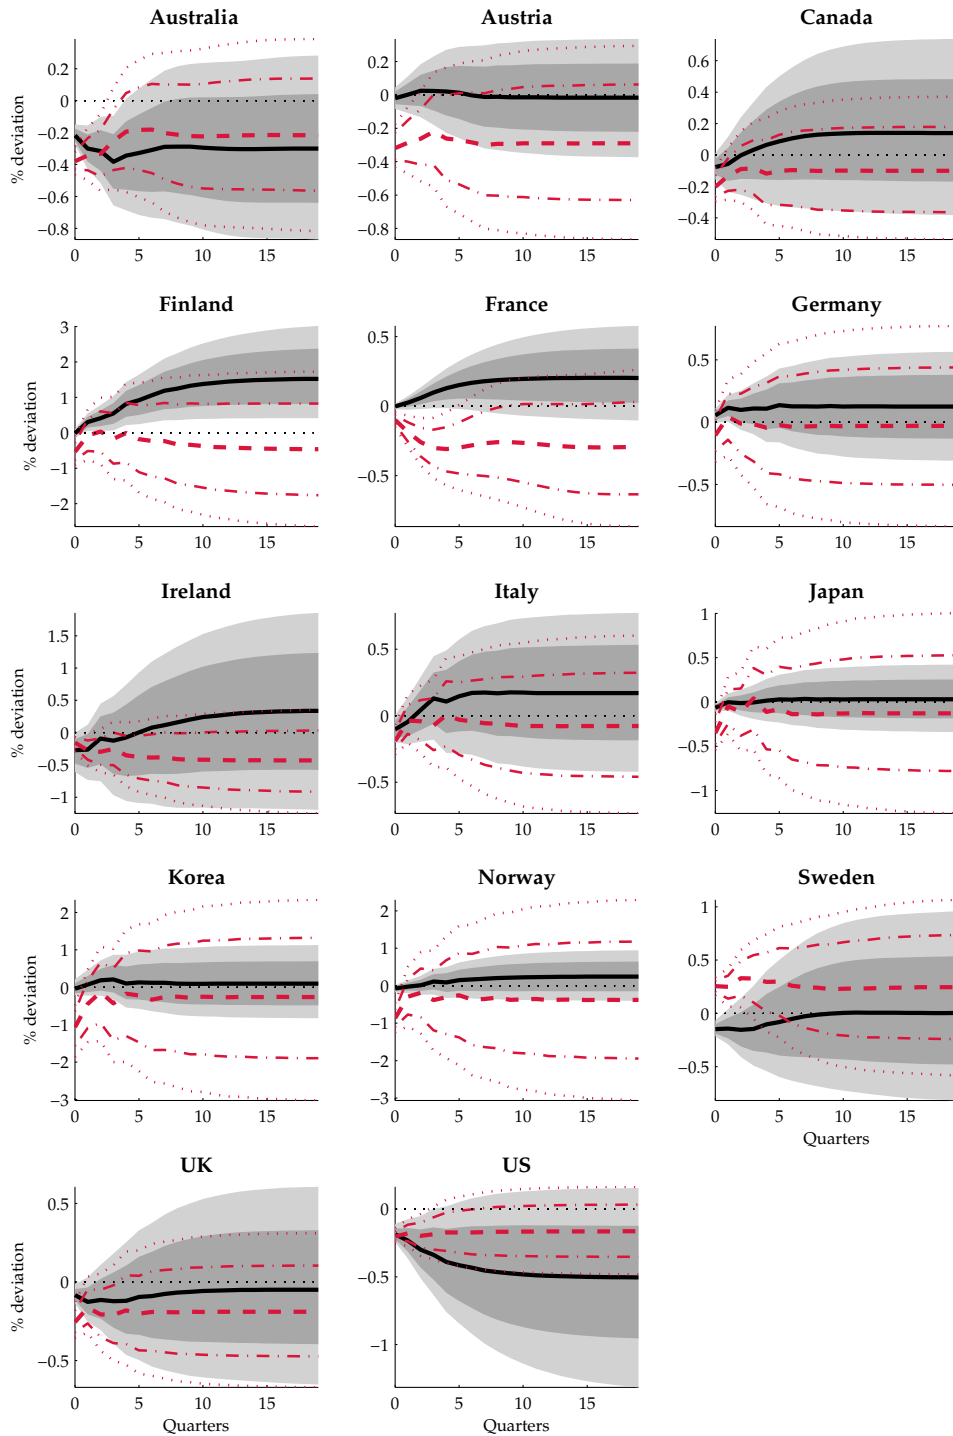 Australia
Austria
Canada
% deviation
0.2
0
−0.2
−0.4
−0.6
−0.8
0 5 10 15
0.2
0
−0.2
−0.4
−0.6
−0.8
0 5 10 15
0.6
0.4
0.2
0
−0.2
−0.4
0 5 10 15
Finland
France
Germany
% deviation
3
2
1
0
−1
−2
0 5 10 15
0.5
0
−0.5
0 5 10 15
0.5
0
−0.5
0 5 10 15
Ireland
Italy
Japan
% deviation
1.5
1
0.5
0
−0.5
−1
0 5 10 15
0.5
0
−0.5
0 5 10 15
1
0.5
0
−0.5
−1
0 5 10 15
Korea
Norway
Sweden
% deviation
2
1
0
−1
−2
−3
0 5 10 15
2
1
0
−1
−2
−3
0 5 10 15
1
0.5
0
−0.5
0 5 10 15
Quarters
UK
US
% deviation
0.5
0
−0.5
0 5 10 15
Quarters
0
−0.5
−1
0 5 10 15